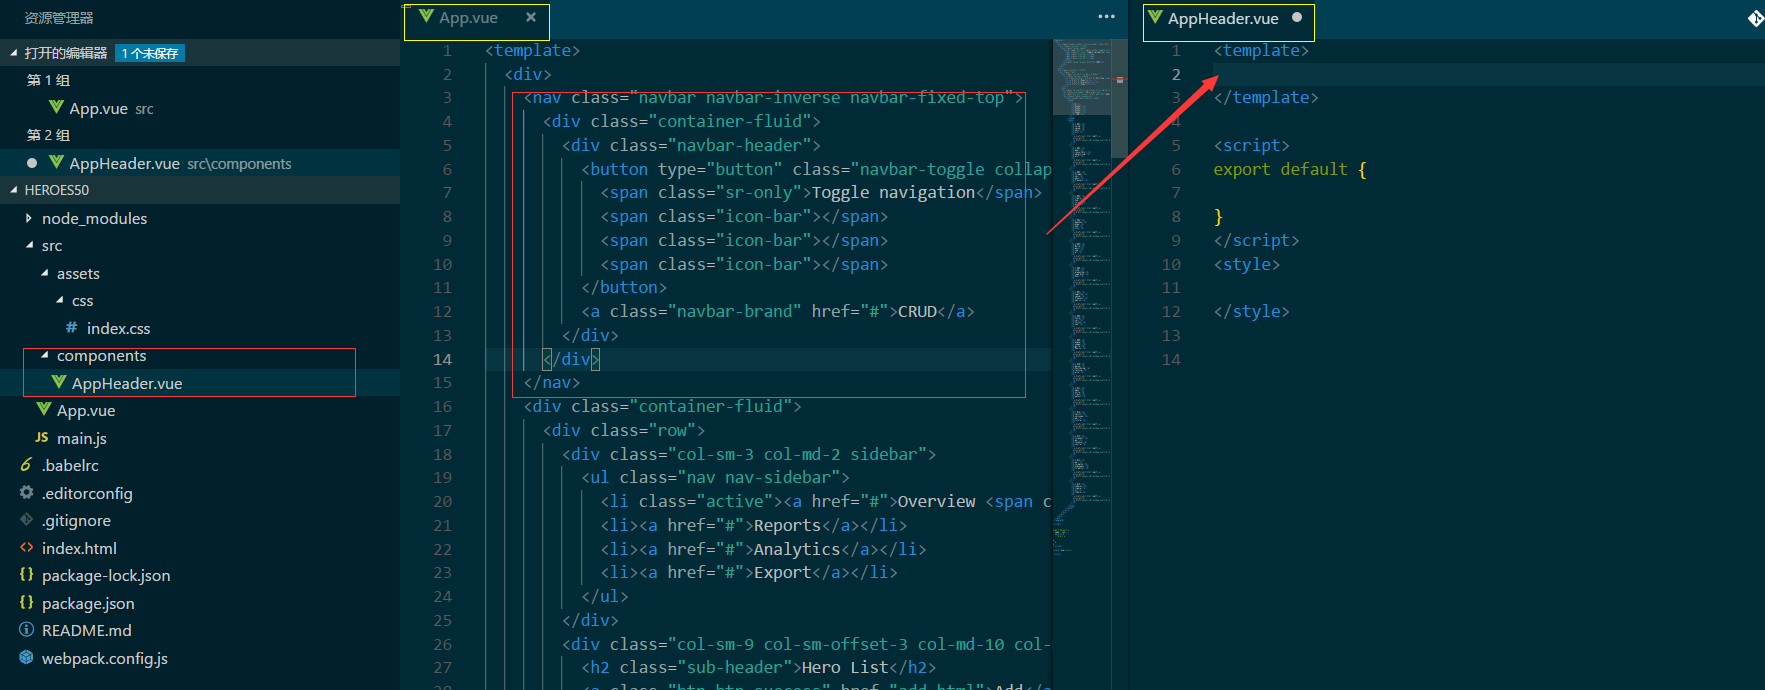 资源管理器
打开的编辑器 1 个未保存
第 1 组
App.vue src
第 2 组
AppHeader.vue src\components
HEROES50
node_modules
src
assets
css
# index.css
components
AppHeader.vue
App.vue
JS main.js
.babelrc
.editorconfig
.gitignore
<> index.html
{} package-lock.json
{} package.json
README.md
webpack.config.js
App.vue ×
1 <template>
2 <div>
3 <nav class="navbar navbar-inverse navbar-fixed-top">
4 <div class="container-fluid">
5 <div class="navbar-header">
6 <button type="button" class="navbar-toggle collap
7 <span class="sr-only">Toggle navigation</span>
8 <span class="icon-bar"></span>
9 <span class="icon-bar"></span>
10 <span class="icon-bar"></span>
11 </button>
12 <a class="navbar-brand" href="#">CRUD</a>
13 </div>
14 </div>
15 </nav>
16 <div class="container-fluid">
17 <div class="row">
18 <div class="col-sm-3 col-md-2 sidebar">
19 <ul class="nav nav-sidebar">
20 <li class="active"><a href="#">Overview <span c
21 <li><a href="#">Reports</a></li>
22 <li><a href="#">Analytics</a></li>
23 <li><a href="#">Export</a></li>
24 </ul>
25 </div>
26 <div class="col-sm-9 col-sm-offset-3 col-md-10 col-
27 <h2 class="sub-header">Hero List</h2>
AppHeader.vue
1 <template>
2
3 </template>
4
5 <script>
6 export default {
7
8 }
9 </script>
10 <style>
11
12 </style>
13
14